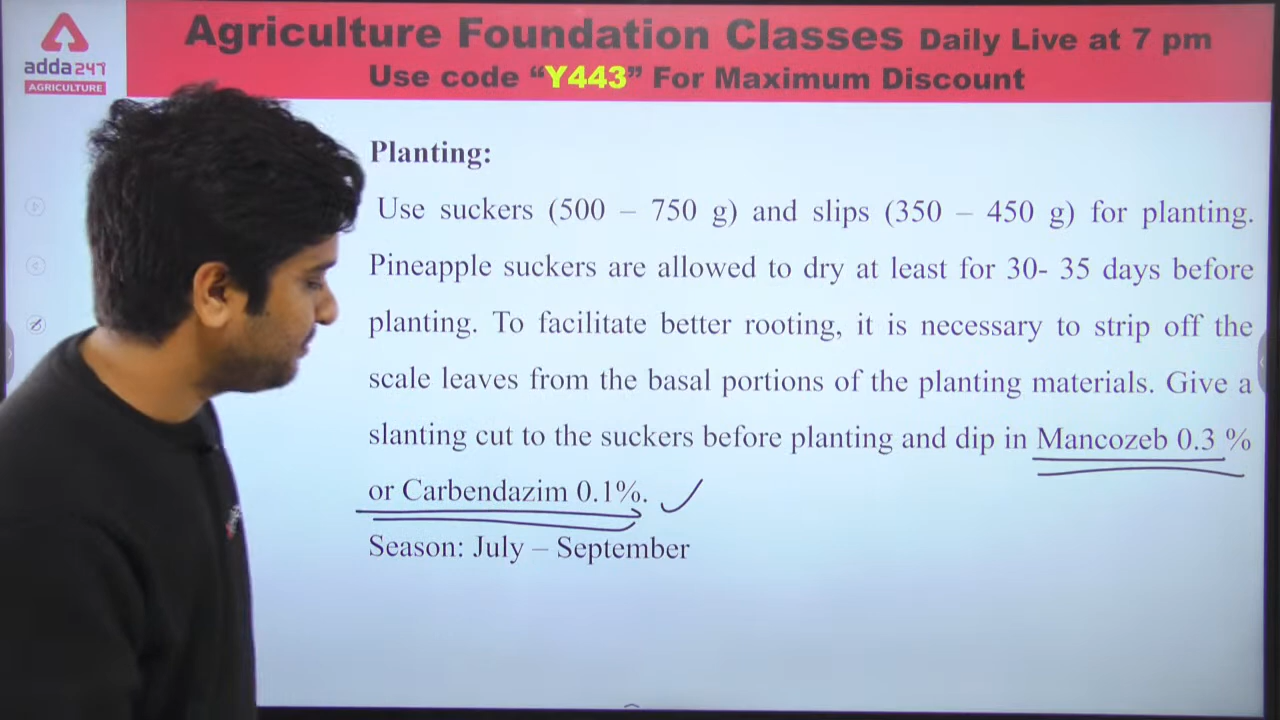 Agriculture Foundation Classes Daily Live at 7 pm
Use code “Y443” For Maximum Discount
adda247
AGRICULTURE
Planting:
Use suckers (500 – 750 g) and slips (350 – 450 g) for planting.
Pineapple suckers are allowed to dry at least for 30- 35 days before
planting. To facilitate better rooting, it is necessary to strip off the
scale leaves from the basal portions of the planting materials. Give a
slanting cut to the suckers before planting and dip in Mancozeb 0.3 %
or Carbendazim 0.1%.
Season: July – September